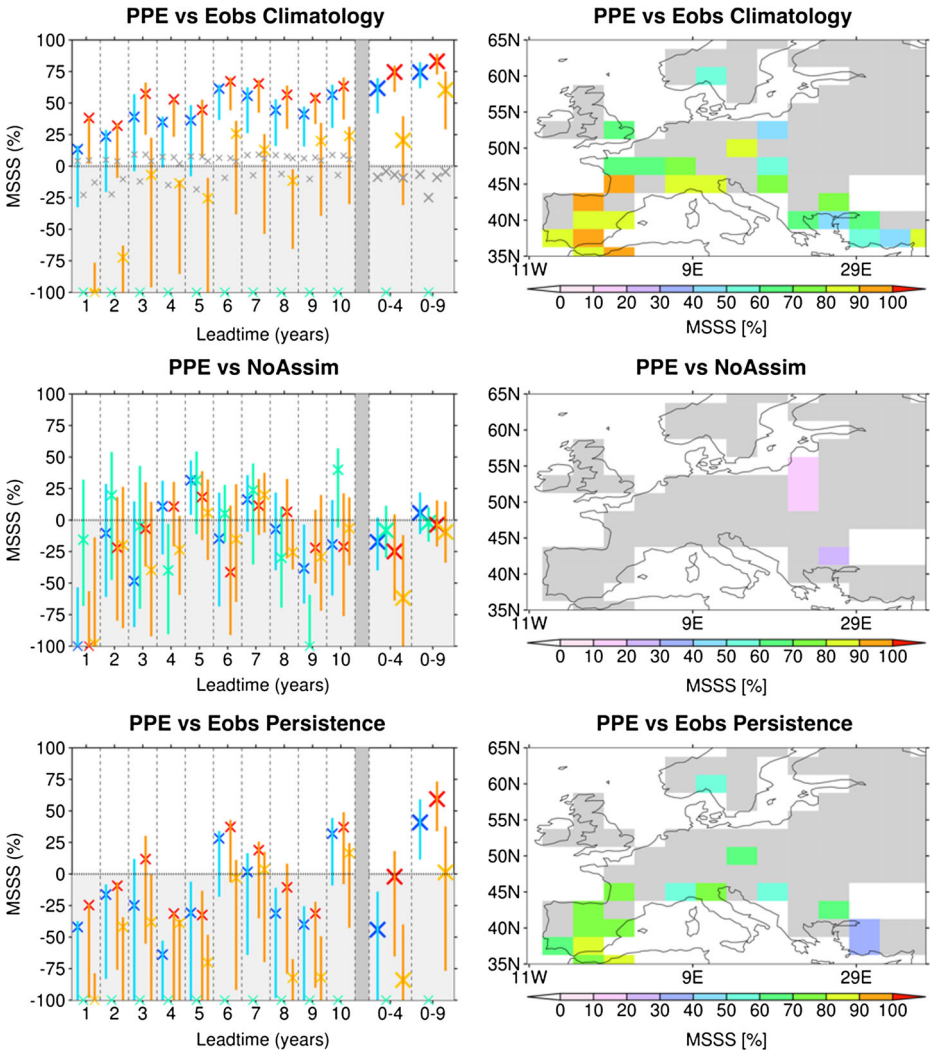 PPE vs Eobs Climatology
100
75
50
25
0
-25
-50
-75
-100
MSSS (%)
1 2 3 4 5 6 7 8 9 10 0-4 0-9
Leadtime (years)
PPE vs Eobs Climatology
65N
60N
55N
50N
45N
40N
35N
11W 9E 29E
0 10 20 30 40 50 60 70 80 90 100
MSSS [%]
PPE vs NoAssim
100
75
50
25
0
-25
-50
-75
-100
MSSS (%)
1 2 3 4 5 6 7 8 9 10 0-4 0-9
Leadtime (years)
PPE vs NoAssim
65N
60N
55N
50N
45N
40N
35N
11W 9E 29E
0 10 20 30 40 50 60 70 80 90 100
MSSS [%]
PPE vs Eobs Persistence
100
75
50
25
0
-25
-50
-75
-100
MSSS (%)
1 2 3 4 5 6 7 8 9 10 0-4 0-9
Leadtime (years)
PPE vs Eobs Persistence
65N
60N
55N
50N
45N
40N
35N
11W 9E 29E
0 10 20 30 40 50 60 70 80 90 100
MSSS [%]